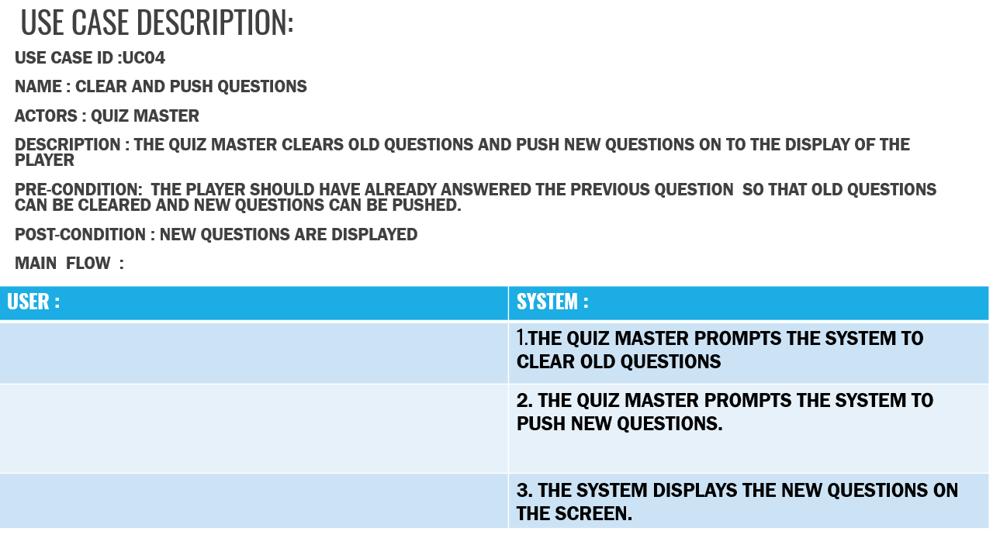 USE CASE DESCRIPTION:
USE CASE ID :UC04
NAME : CLEAR AND PUSH QUESTIONS
ACTORS : QUIZ MASTER
DESCRIPTION : THE QUIZ MASTER CLEARS OLD QUESTIONS AND PUSH NEW QUESTIONS ON TO THE DISPLAY OF THE
PLAYER
PRE-CONDITION:  THE PLAYER SHOULD HAVE ALREADY ANSWERED THE PREVIOUS QUESTION  SO THAT OLD QUESTIONS
CAN BE CLEARED AND NEW QUESTIONS CAN BE PUSHED.
POST-CONDITION : NEW QUESTIONS ARE DISPLAYED
MAIN  FLOW  :
USER :
SYSTEM :
1.THE QUIZ MASTER PROMPTS THE SYSTEM TO
CLEAR OLD QUESTIONS
2. THE QUIZ MASTER PROMPTS THE SYSTEM TO
PUSH NEW QUESTIONS.
3. THE SYSTEM DISPLAYS THE NEW QUESTIONS ON
THE SCREEN.